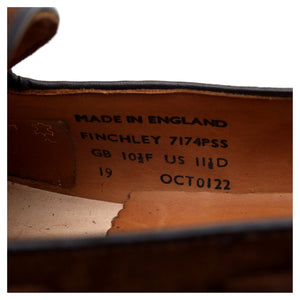 MADE IN ENGLAND
FINCHLEY 7174PSS
GB 10½F US 11½D
19 OCT0122